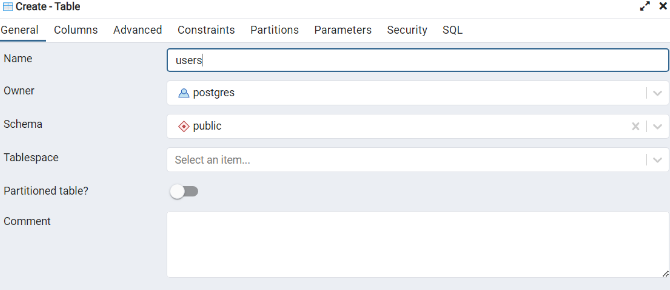 Create - Table
General Columns Advanced Constraints Partitions Parameters Security SQL
Name users
Owner postgres
Schema public
Tablespace Select an item...
Partitioned table?
Comment